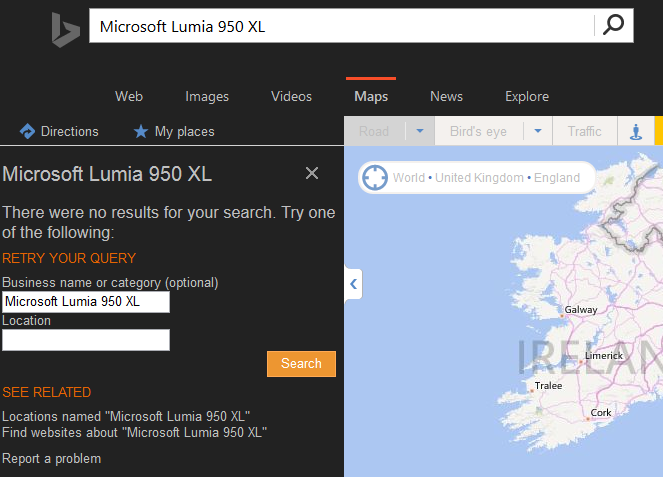 Microsoft Lumia 950 XL
Web Images Videos Maps News Explore
Directions My places
Road Bird's eye Traffic
Microsoft Lumia 950 XL
There were no results for your search. Try one
of the following:
RETRY YOUR QUERY
Business name or category (optional)
Microsoft Lumia 950 XL
Location
Search
SEE RELATED
Locations named "Microsoft Lumia 950 XL"
Find websites about "Microsoft Lumia 950 XL"
Report a problem
World • United Kingdom • England
Galway
IRELAN
Limerick
Tralee
Cork